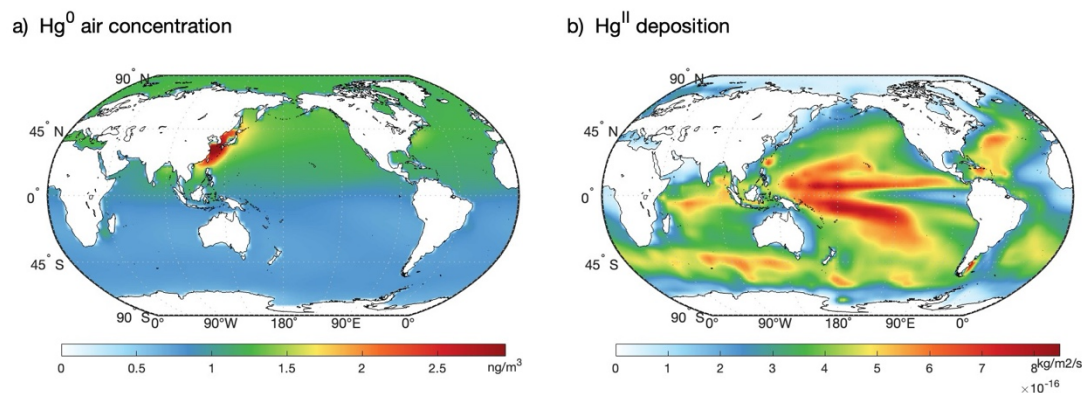 a) Hg⁰ air concentration
90° N
45° N
0°
45° S
90° S
0°
90°W
180°
90°E
0°
0
0.5
1
1.5
2
2.5
ng/m³
b) Hgᴵᴵ deposition
90° N
45° N
0°
45° S
90° S
0°
90°W
180°
90°E
0°
0
1
2
3
4
5
6
7
8
kg/m2/s
×10⁻¹⁶